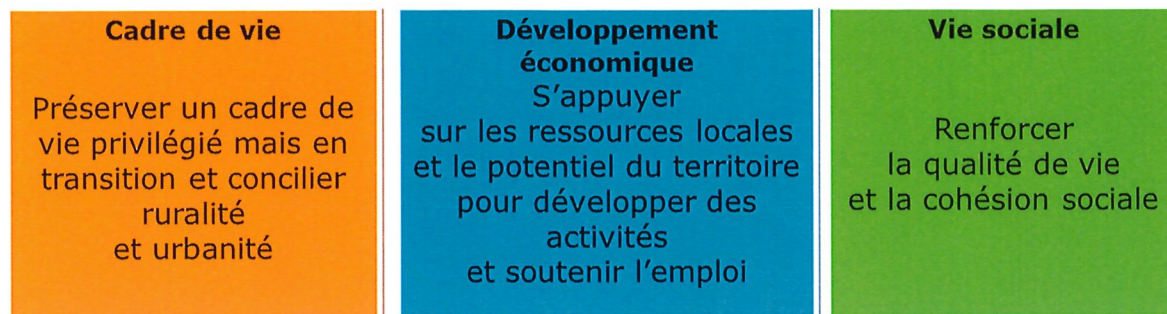 Cadre de vie
Préserver un cadre de
vie privilégié mais en
transition et concilier
ruralité
et urbanité
Développement
économique
S'appuyer
sur les ressources locales
et le potentiel du territoire
pour développer des
activités
et soutenir l'emploi
Vie sociale
Renforcer
la qualité de vie
et la cohésion sociale